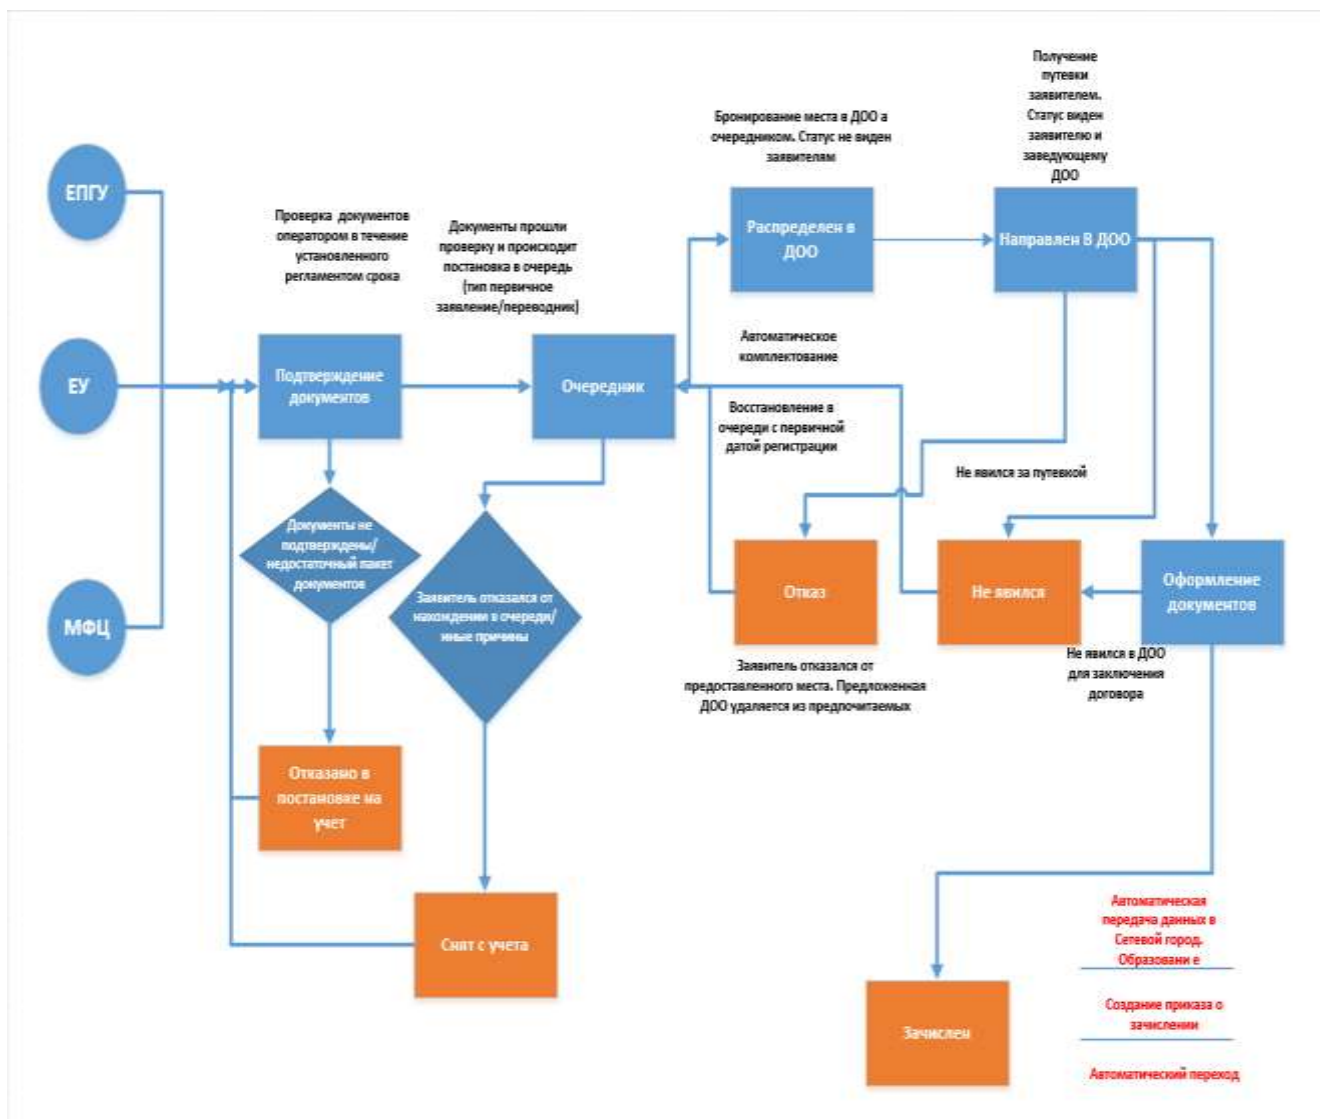 Получение
путевки
заявителем.
Статус виден
заявителю и
заведующему
ДОО
Бронирование места в ДОО а
очередником. Статус не виден
заявителям
ЕПГУ
Проверка документов
оператором в течение
установленного
регламентом срока
Документы прошли
проверку и происходит
постановка в очередь
(тип первичное
заявление/переводник)
Распределен в
ДОО
Направлен В ДОО
ЕУ
Подтверждение
документов
Очередник
Автоматическое
комплектование
Восстановление в
очереди с первичной
датой регистрации
Не явился за путевкой
Документы не
подтверждены/
недостаточный пакет
документов
Заявитель отказался от
нахождении в очереди/
иные причины
МФЦ
Отказ
Не явился
Оформление
документов
Заявитель отказался от
предоставленного места. Предложенная
ДОО удаляется из предпочитаемых
Не явился в ДОО
для заключения
договора
Отказано в
постановке на
учет
Снят с учета
Зачислен
Автоматическая
передача данных в
Сетевой город.
Образовани е
Создание приказа о
зачислении
Автоматический переход